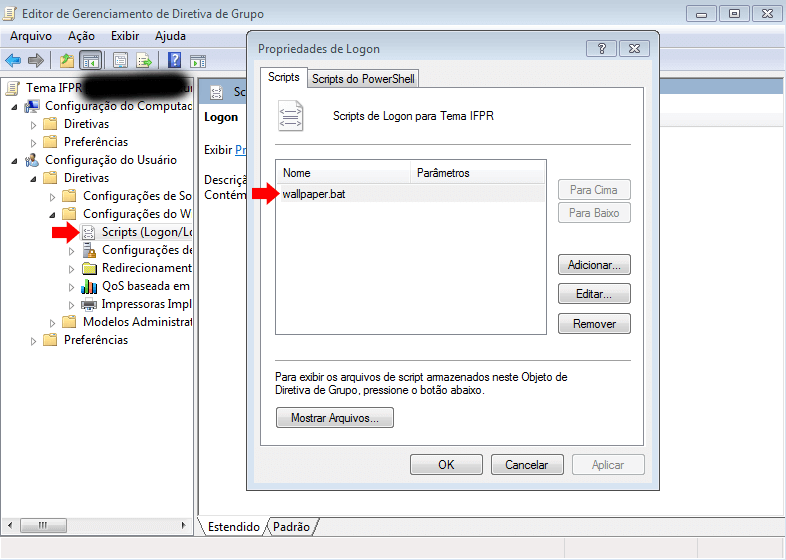 Editor de Gerenciamento de Diretiva de Grupo
Arquivo Ação Exibir Ajuda
Tema IFPR
Configuração do Computad
Diretivas
Preferências
Configuração do Usuário
Diretivas
Configurações de So
Configurações do W
Scripts (Logon/Lo
Configurações de
Redirecionament
QoS baseada em
Impressoras Impl
Modelos Administrat
Preferências
Sc
Logon
Exibir Pr
Descriçã
Contém
Estendido Padrão
Propriedades de Logon
Scripts Scripts do PowerShell
Scripts de Logon para Tema IFPR
Nome Parâmetros
wallpaper.bat
Para Cima
Para Baixo
Adicionar...
Editar...
Remover
Para exibir os arquivos de script armazenados neste Objeto de
Diretiva de Grupo, pressione o botão abaixo.
Mostrar Arquivos...
OK Cancelar Aplicar